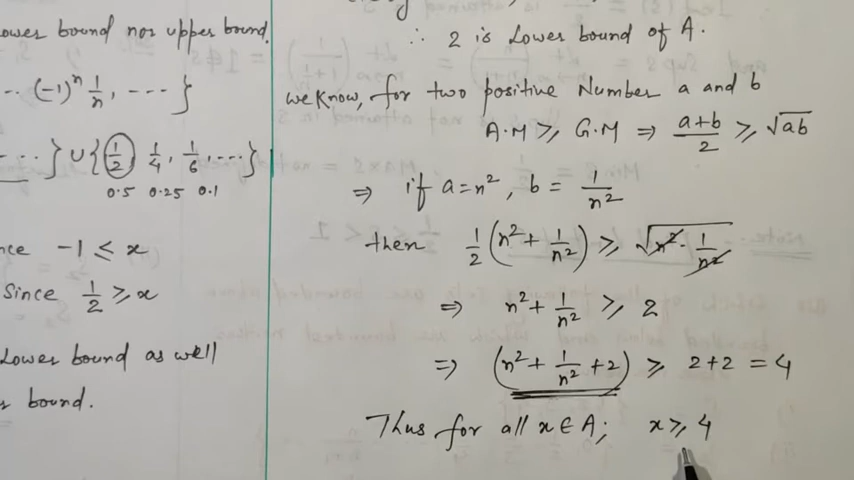 ower bound nor upper bound.
-- (-1)ⁿ 1/n, --- }
--- } ∪ { 1/2, 1/4, 1/6, --- }
0.5 0.25 0.1
nce -1 ≤ x
Since 1/2 ≥ x
Lower bound as well
bound.
∴ 2 is Lower bound of A.
we know, for two positive Number a and b
A.M ≥ G.M ⇒ (a+b)/2 ≥ √ab
⇒ if a = n², b = 1/n²
then 1/2 (n² + 1/n²) ≥ √(n² · 1/n²)
⇒ n² + 1/n² ≥ 2
⇒ (n² + 1/n² + 2) ≥ 2+2 = 4
Thus for all x ∈ A; x ≥ 4